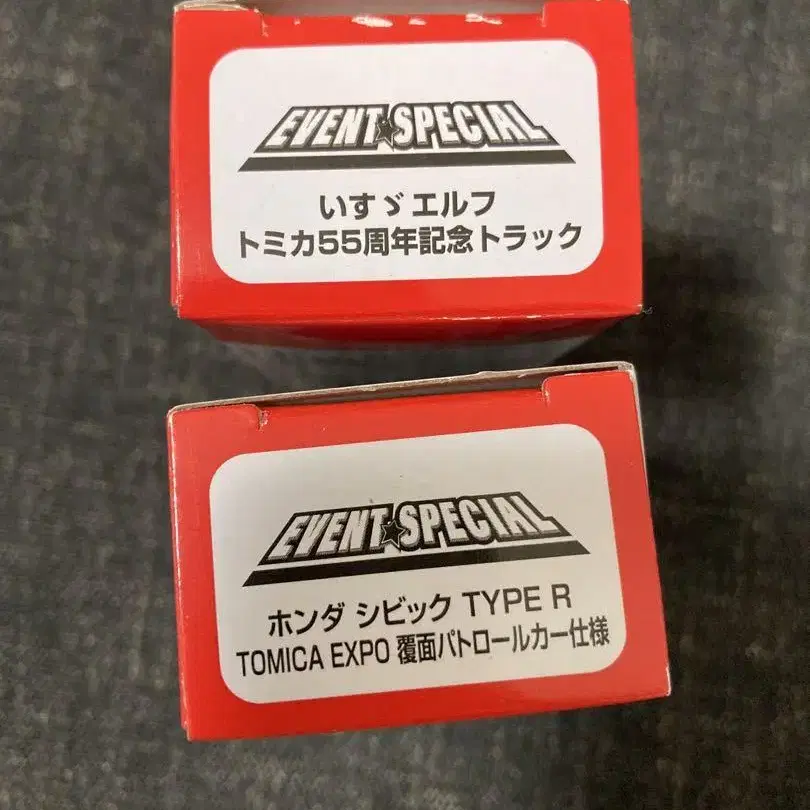 EVENT★SPECIAL
いすゞエルフ
トミカ55周年記念トラック
EVENT★SPECIAL
ホンダ シビック TYPE R
TOMICA EXPO 覆面パトロールカー仕様